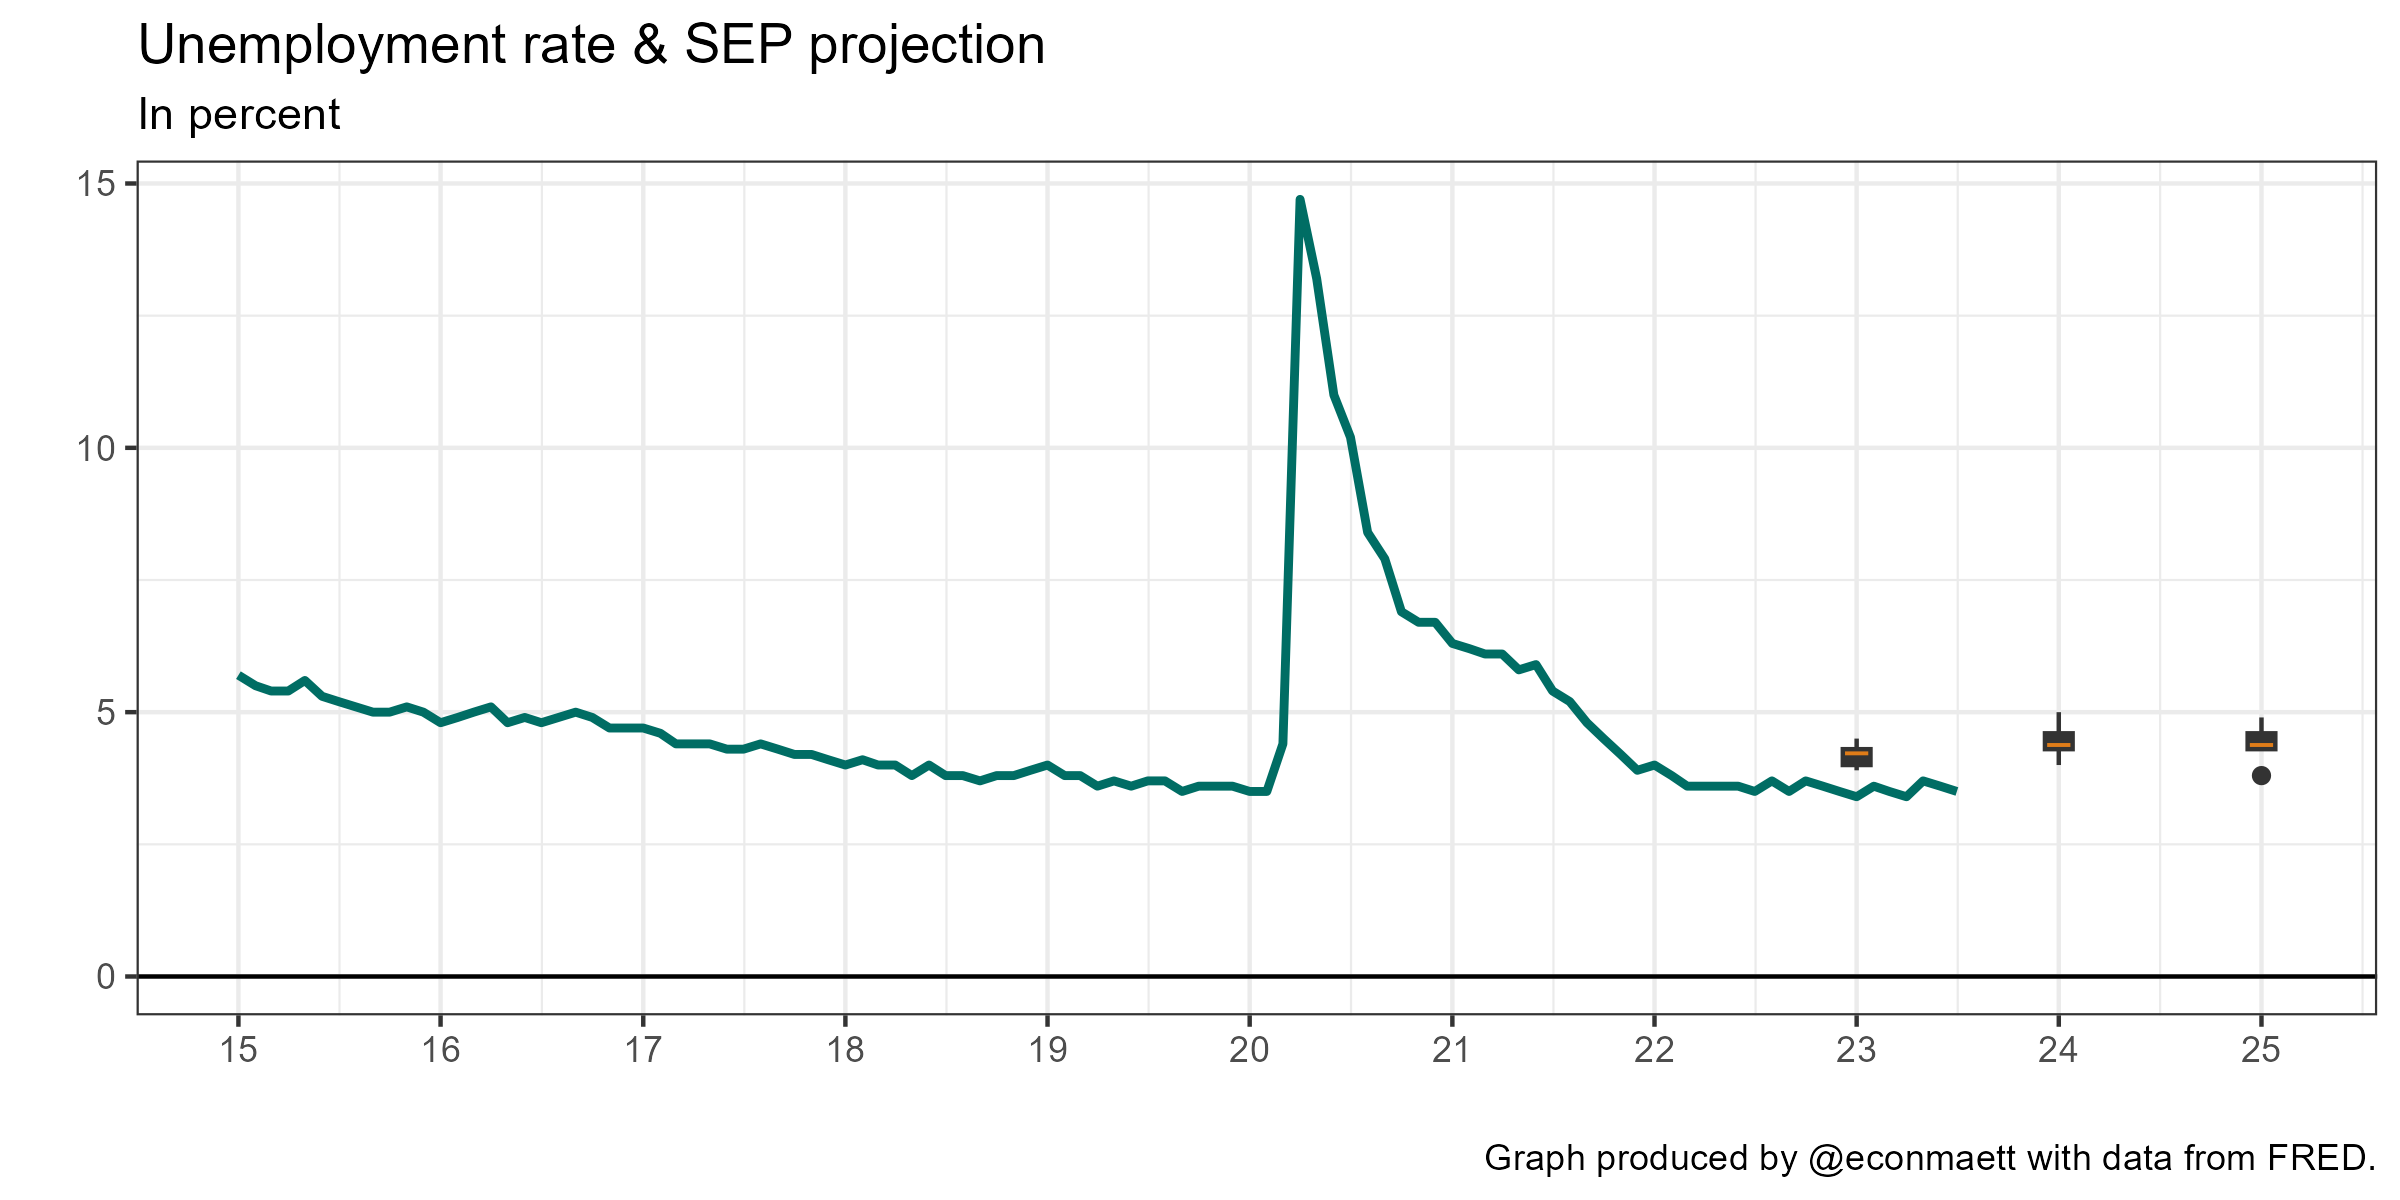 Unemployment rate & SEP projection
In percent
15
10
5
0
15 16 17 18 19 20 21 22 23 24 25
Graph produced by @econmaett with data from FRED.